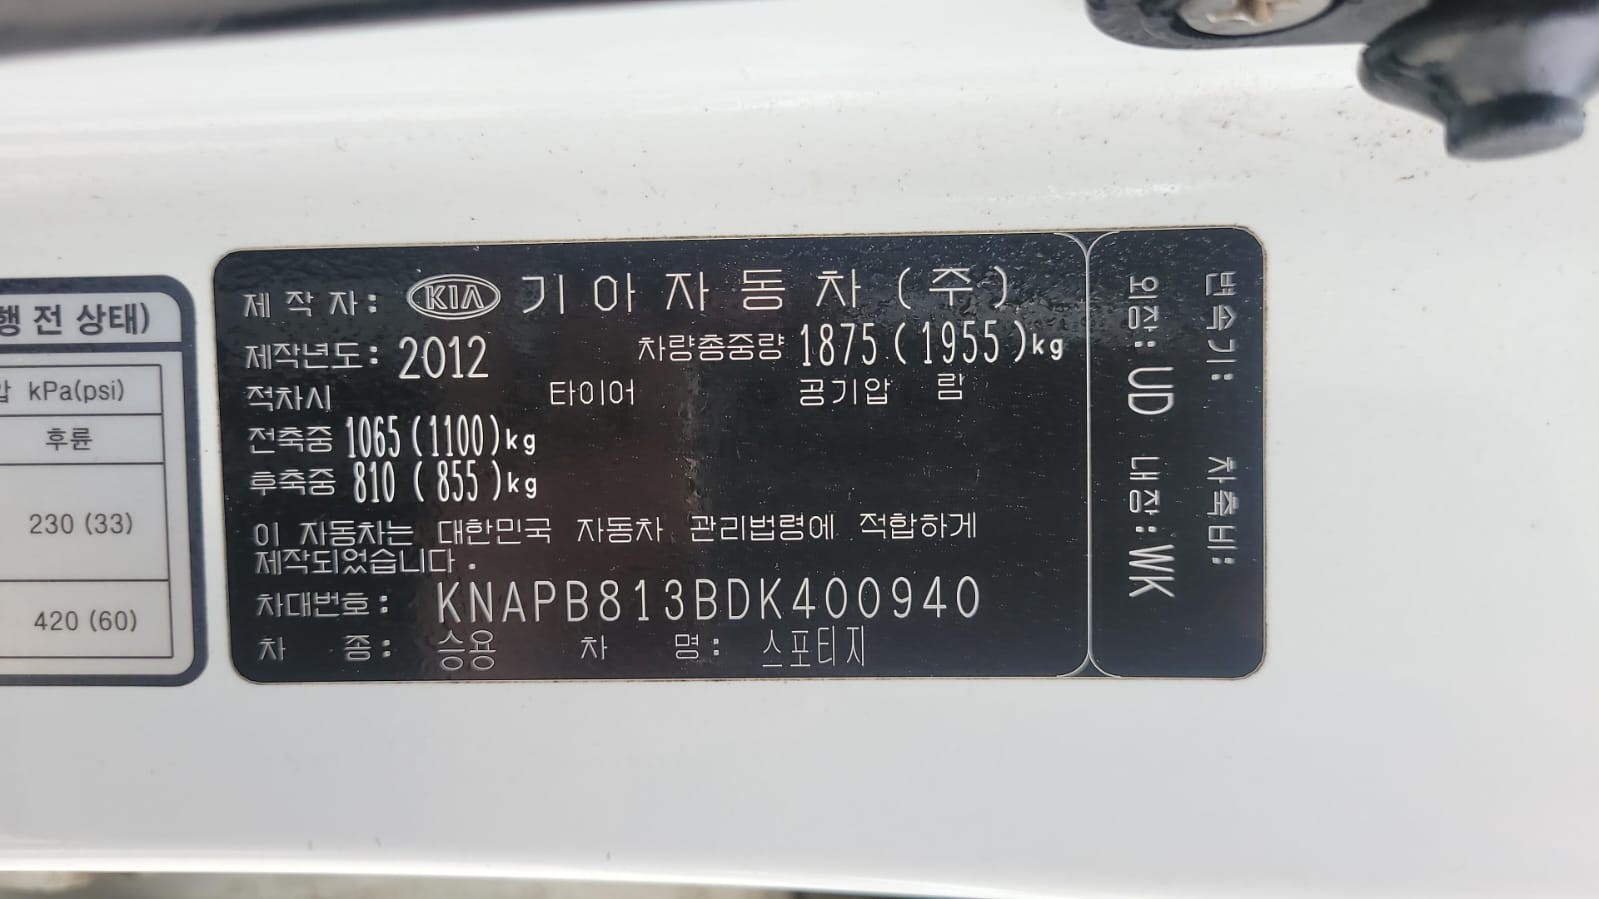 행 전 상태)
압 kPa(psi)
후륜
230 (33)
420 (60)
제 작 자: KIA 기 아 자 동 차 (주)
제작년도: 2012 차량총중량 1875 (1955)kg
적차시 타이어 공기압 람
전축중 1065 (1100)kg
후축중 810 (855)kg
이 자동차는 대한민국 자동차 관리법령에 적합하게
제작되었습니다.
차대번호: KNAPB813BDK400940
차 종: 승용 차 명: 스포티지
변속기: 차축비:
외장: UD 내장: WK